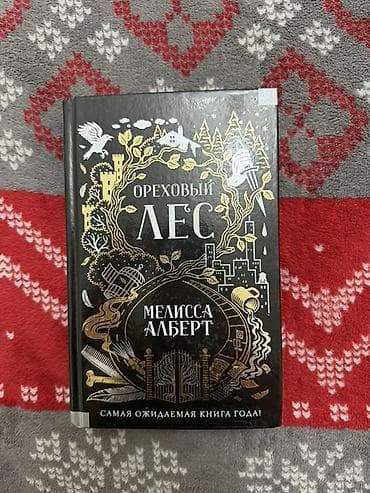 ОРЕХОВЫЙ
ЛЕС
МЕЛИССА
АЛБЕРТ
САМАЯ ОЖИДАЕМАЯ КНИГА ГОДА!